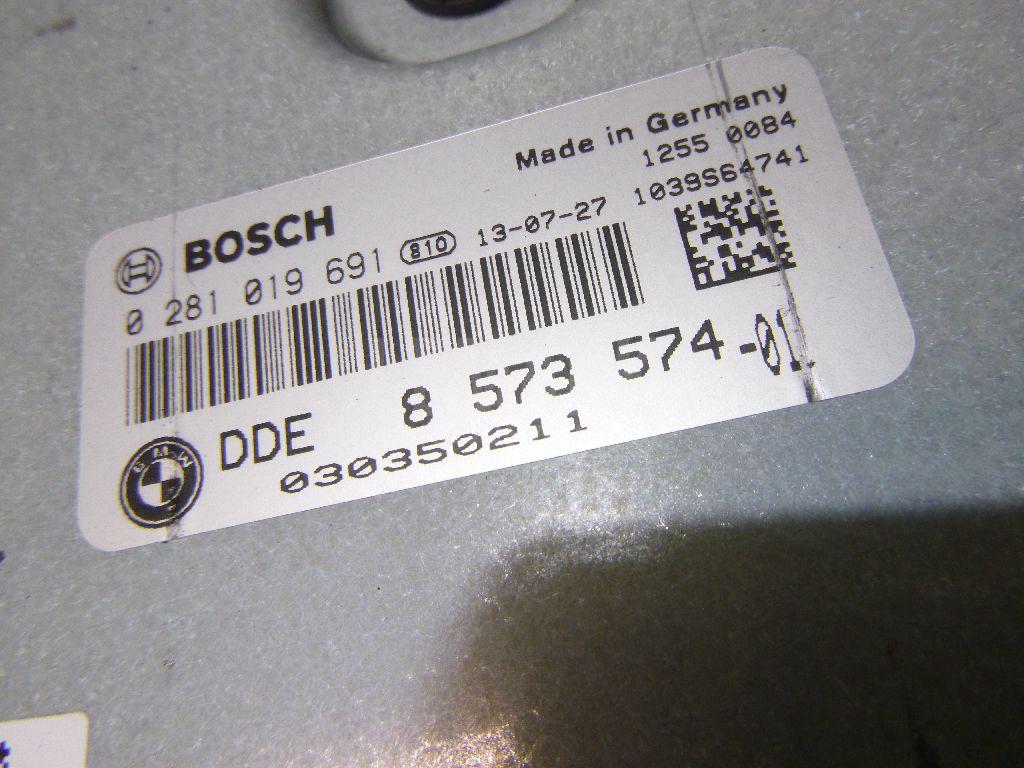 Made in Germany
1255 0084
1039S64741
BOSCH
0 281 019 691 810 13-07-27
DDE 8 573 574-01
030350211
BMW